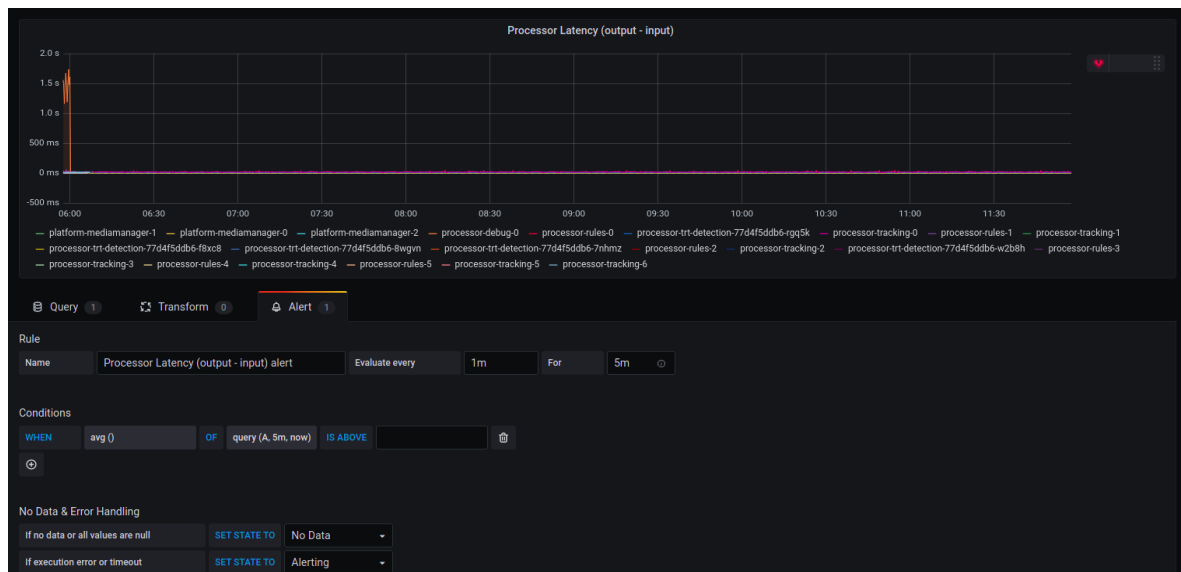 Processor Latency (output - input)
2.0 s
1.5 s
1.0 s
500 ms
0 ms
-500 ms
06:00 06:30 07:00 07:30 08:00 08:30 09:00 09:30 10:00 10:30 11:00 11:30
platform-mediamanager-1 platform-mediamanager-0 platform-mediamanager-2 processor-debug-0 processor-rules-0 processor-trt-detection-77d4f5ddb6-rgq5k processor-tracking-0 processor-rules-1 processor-tracking-1
processor-trt-detection-77d4f5ddb6-f8xc8 processor-trt-detection-77d4f5ddb6-8wgvn processor-trt-detection-77d4f5ddb6-7nhmz processor-rules-2 processor-tracking-2 processor-trt-detection-77d4f5ddb6-w2b8h processor-rules-3
processor-tracking-3 processor-rules-4 processor-tracking-4 processor-rules-5 processor-tracking-5 processor-tracking-6
Query 1 Transform 0 Alert 1
Rule
Name Processor Latency (output - input) alert Evaluate every 1m For 5m
Conditions
WHEN avg () OF query (A, 5m, now) IS ABOVE
No Data & Error Handling
If no data or all values are null SET STATE TO No Data
If execution error or timeout SET STATE TO Alerting